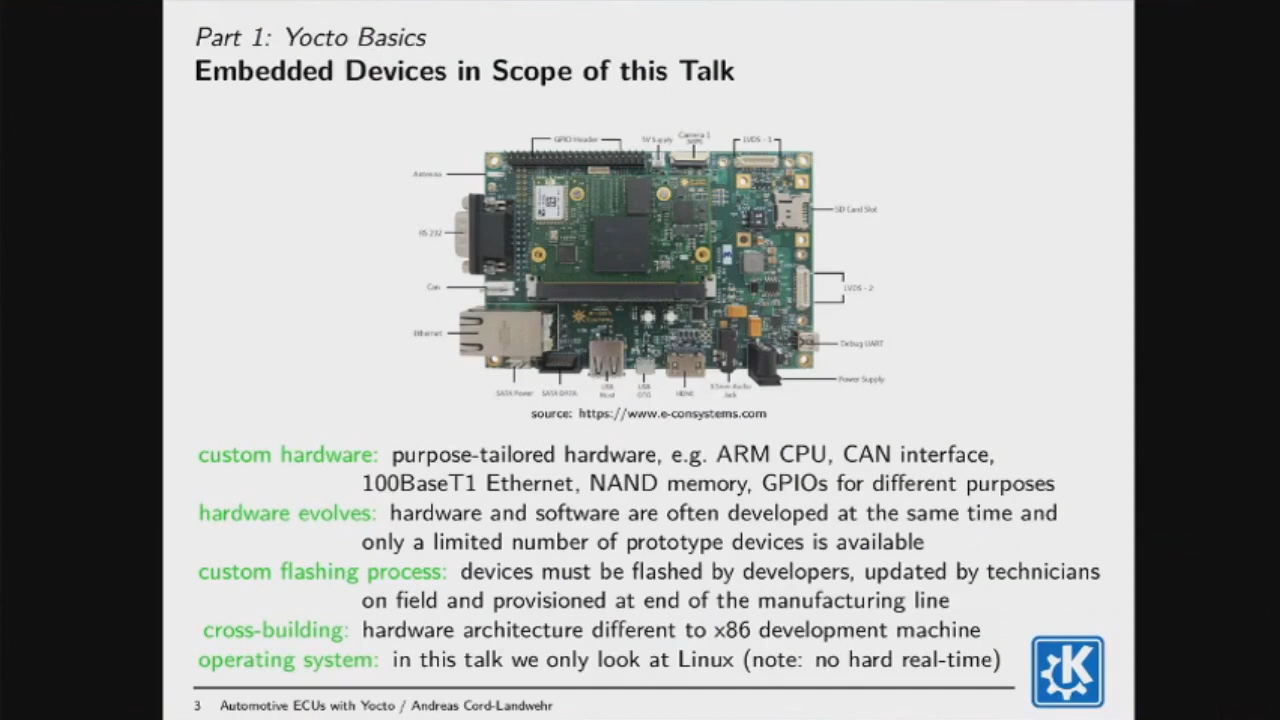 Part 1: Yocto Basics
Embedded Devices in Scope of this Talk
GPIO Header
5V Supply
Camera 1
LVDS - 1
Antenna
SD Card Slot
RS 232
Can
LVDS - 2
Ethernet
Debug UART
Power Supply
SATA Power
SATA DATA
USB
Host
USB
OTG
HDMI
3.5mm Audio
Jack
source: https://www.e-consystems.com
custom hardware: purpose-tailored hardware, e.g. ARM CPU, CAN interface,
100BaseT1 Ethernet, NAND memory, GPIOs for different purposes
hardware evolves: hardware and software are often developed at the same time and
only a limited number of prototype devices is available
custom flashing process: devices must be flashed by developers, updated by technicians
on field and provisioned at end of the manufacturing line
cross-building: hardware architecture different to x86 development machine
operating system: in this talk we only look at Linux (note: no hard real-time)
K
3 Automotive ECUs with Yocto / Andreas Cord-Landwehr